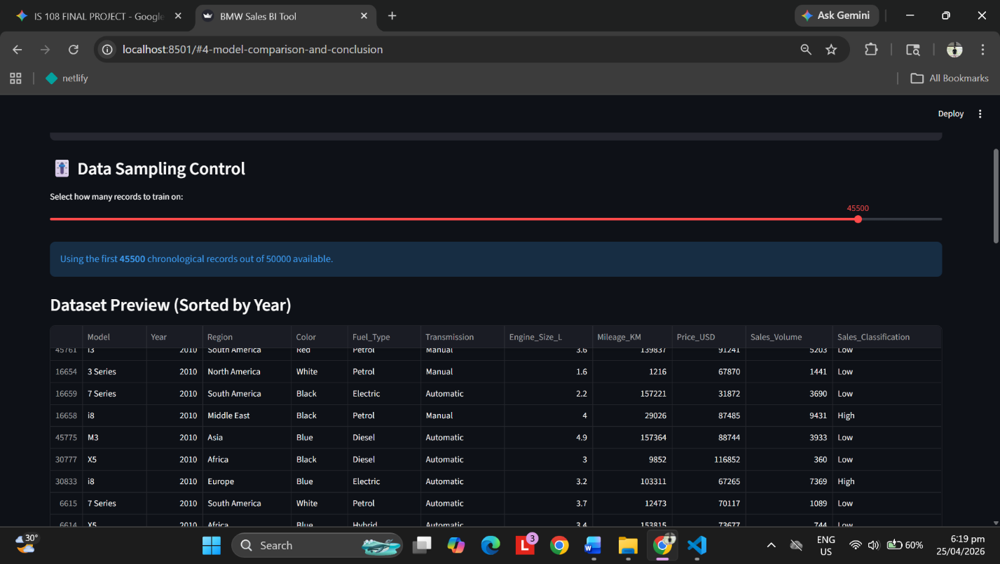 IS 108 FINAL PROJECT - Google
BMW Sales BI Tool
Ask Gemini
localhost:8501/#4-model-comparison-and-conclusion
netlify
All Bookmarks
Deploy
Data Sampling Control
Select how many records to train on:
45500
Using the first 45500 chronological records out of 50000 available.
Dataset Preview (Sorted by Year)
Model Year Region Color Fuel_Type Transmission Engine_Size_L Mileage_KM Price_USD Sales_Volume Sales_Classification
45761 i3 2010 South America Red Petrol Manual 3.6 139837 91241 5203 Low
16654 3 Series 2010 North America White Petrol Manual 1.6 1216 67870 1441 Low
16659 7 Series 2010 South America Black Electric Automatic 2.2 157221 31872 3690 Low
16658 i8 2010 Middle East Black Petrol Manual 4 29026 87485 9431 High
45775 M3 2010 Asia Blue Diesel Automatic 4.9 157364 88744 3933 Low
30777 X5 2010 Africa Black Diesel Automatic 3 9852 116852 360 Low
30833 i8 2010 Europe Blue Electric Automatic 3.2 103311 67265 7369 High
6615 7 Series 2010 South America White Petrol Automatic 3.7 12473 70117 1089 Low
6614 X5 2010 Africa Blue Hybrid Automatic 3.4 153815 73677 744 Low
30°
Search
L 3
W
ENG
US
60%
6:19 pm
25/04/2026